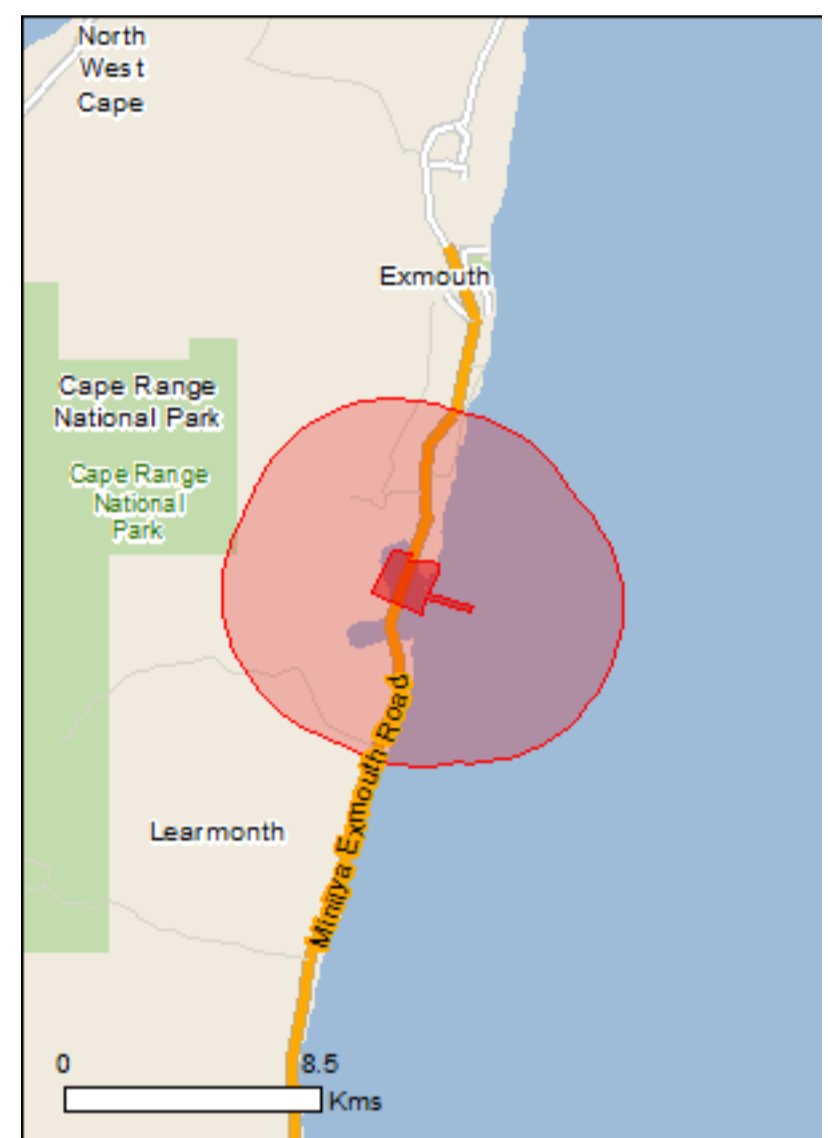 North
West
Cape
Exmouth
Cape Range
National Park
Cape Range
National
Park
Minilya Exmouth Road
Learmonth
0 8.5
Kms